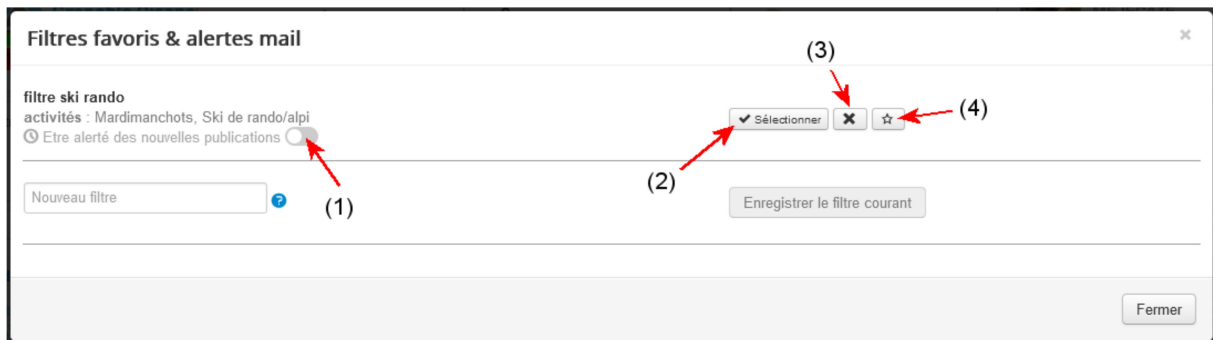 Filtres favoris & alertes mail
×
(3)
filtre ski rando
activités : Mardimanchots, Ski de rando/alpi
Etre alerté des nouvelles publications
Sélectionner
(4)
(2)
(1)
Nouveau filtre
?
Enregistrer le filtre courant
Fermer